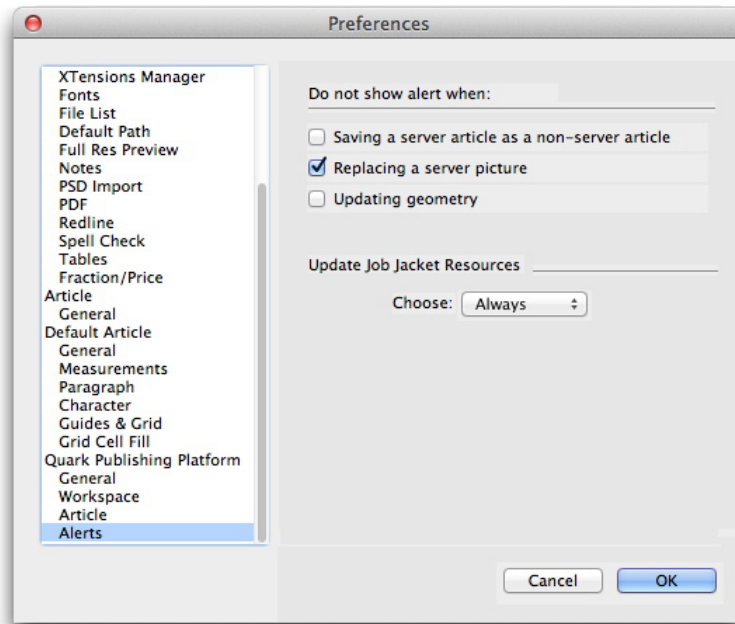 Preferences
XTensions Manager
Fonts
File List
Default Path
Full Res Preview
Notes
PSD Import
PDF
Redline
Spell Check
Tables
Fraction/Price
Article
General
Default Article
General
Measurements
Paragraph
Character
Guides & Grid
Grid Cell Fill
Quark Publishing Platform
General
Workspace
Article
Alerts
Do not show alert when:
Saving a server article as a non-server article
Replacing a server picture
Updating geometry
Update Job Jacket Resources
Choose: Always
Cancel OK